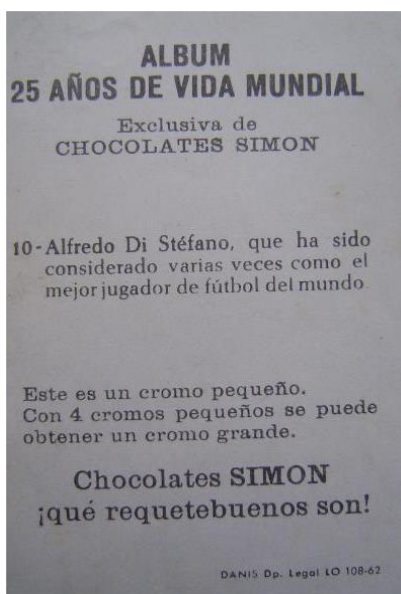 ALBUM
25 AÑOS DE VIDA MUNDIAL
Exclusiva de
CHOCOLATES SIMON
10-Alfredo Di Stéfano, que ha sido
considerado varias veces como el
mejor jugador de fútbol del mundo
Este es un cromo pequeño.
Con 4 cromos pequeños se puede
obtener un cromo grande.
Chocolates SIMON
¡qué requetebuenos son!
DANIS Dp. Legal LO 108-62